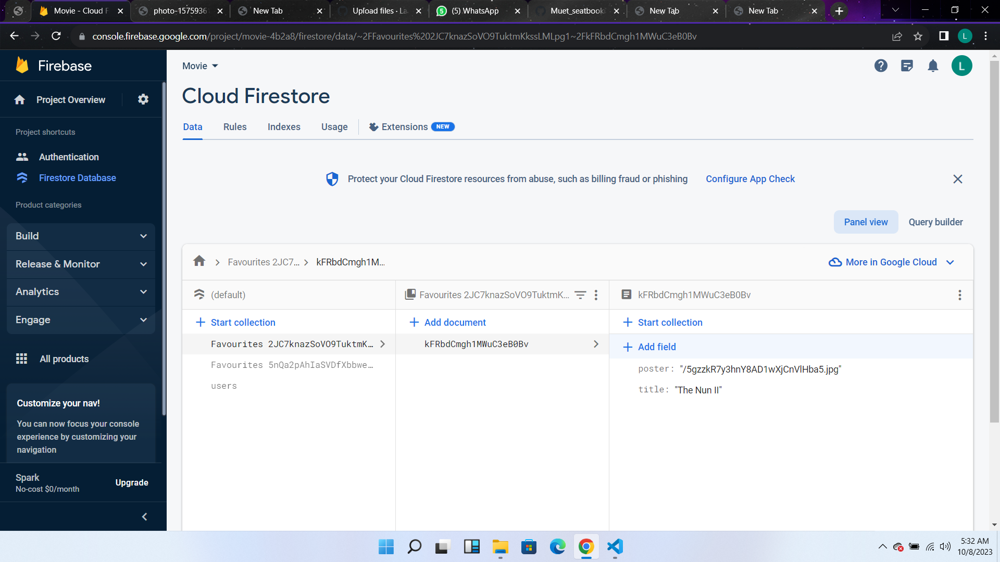 Movie - Cloud F
photo-1575936
New Tab
Upload files · La
(5) WhatsApp
Muet_seatbook
New Tab
New Tab
console.firebase.google.com/project/movie-4b2a8/firestore/data/~2FFavourites%202JC7knazSoVO9TuktmKkssLMLpg1~2FkFRbdCmgh1MWuC3eB0Bv
L
Firebase
Movie
L
Project Overview
Cloud Firestore
Data
Rules
Indexes
Usage
Extensions
NEW
Project shortcuts
Authentication
Firestore Database
Protect your Cloud Firestore resources from abuse, such as billing fraud or phishing
Configure App Check
Product categories
Build
Release & Monitor
Analytics
Engage
All products
Panel view
Query builder
Favourites 2JC7...
kFRbdCmgh1M...
More in Google Cloud
(default)
Favourites 2JC7knazSoVO9TuktmK...
kFRbdCmgh1MWuC3eB0Bv
Start collection
Add document
Start collection
Favourites 2JC7knazSoVO9TuktmK...
kFRbdCmgh1MWuC3eB0Bv
Add field
Favourites 5nQa2pAhIaSVDfXbbwe...
poster: "/5gzzkR7y3hnY8AD1wXjCnVlHba5.jpg"
users
title: "The Nun II"
Customize your nav!
You can now focus your console
experience by customizing your
navigation
Spark
No-cost $0/month
Upgrade
5:32 AM
10/8/2023